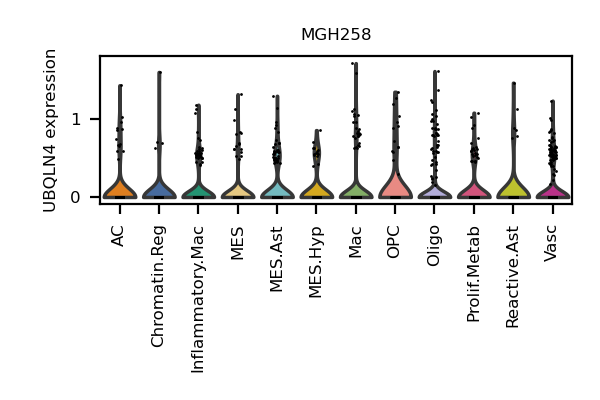 MGH258
UBQLN4 expression
1
0
AC
Chromatin.Reg
Inflammatory.Mac
MES
MES.Ast
MES.Hyp
Mac
OPC
Oligo
Prolif.Metab
Reactive.Ast
Vasc